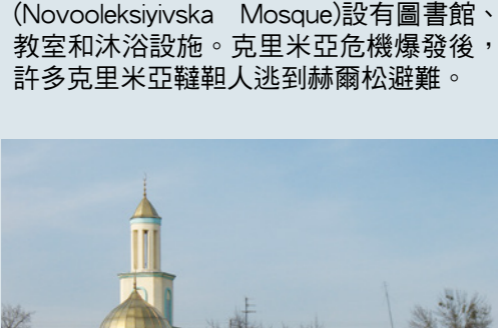 (Novooleksiyivska Mosque)設有圖書館、
教室和沐浴設施。克里米亞危機爆發後，
許多克里米亞韃靼人逃到赫爾松避難。